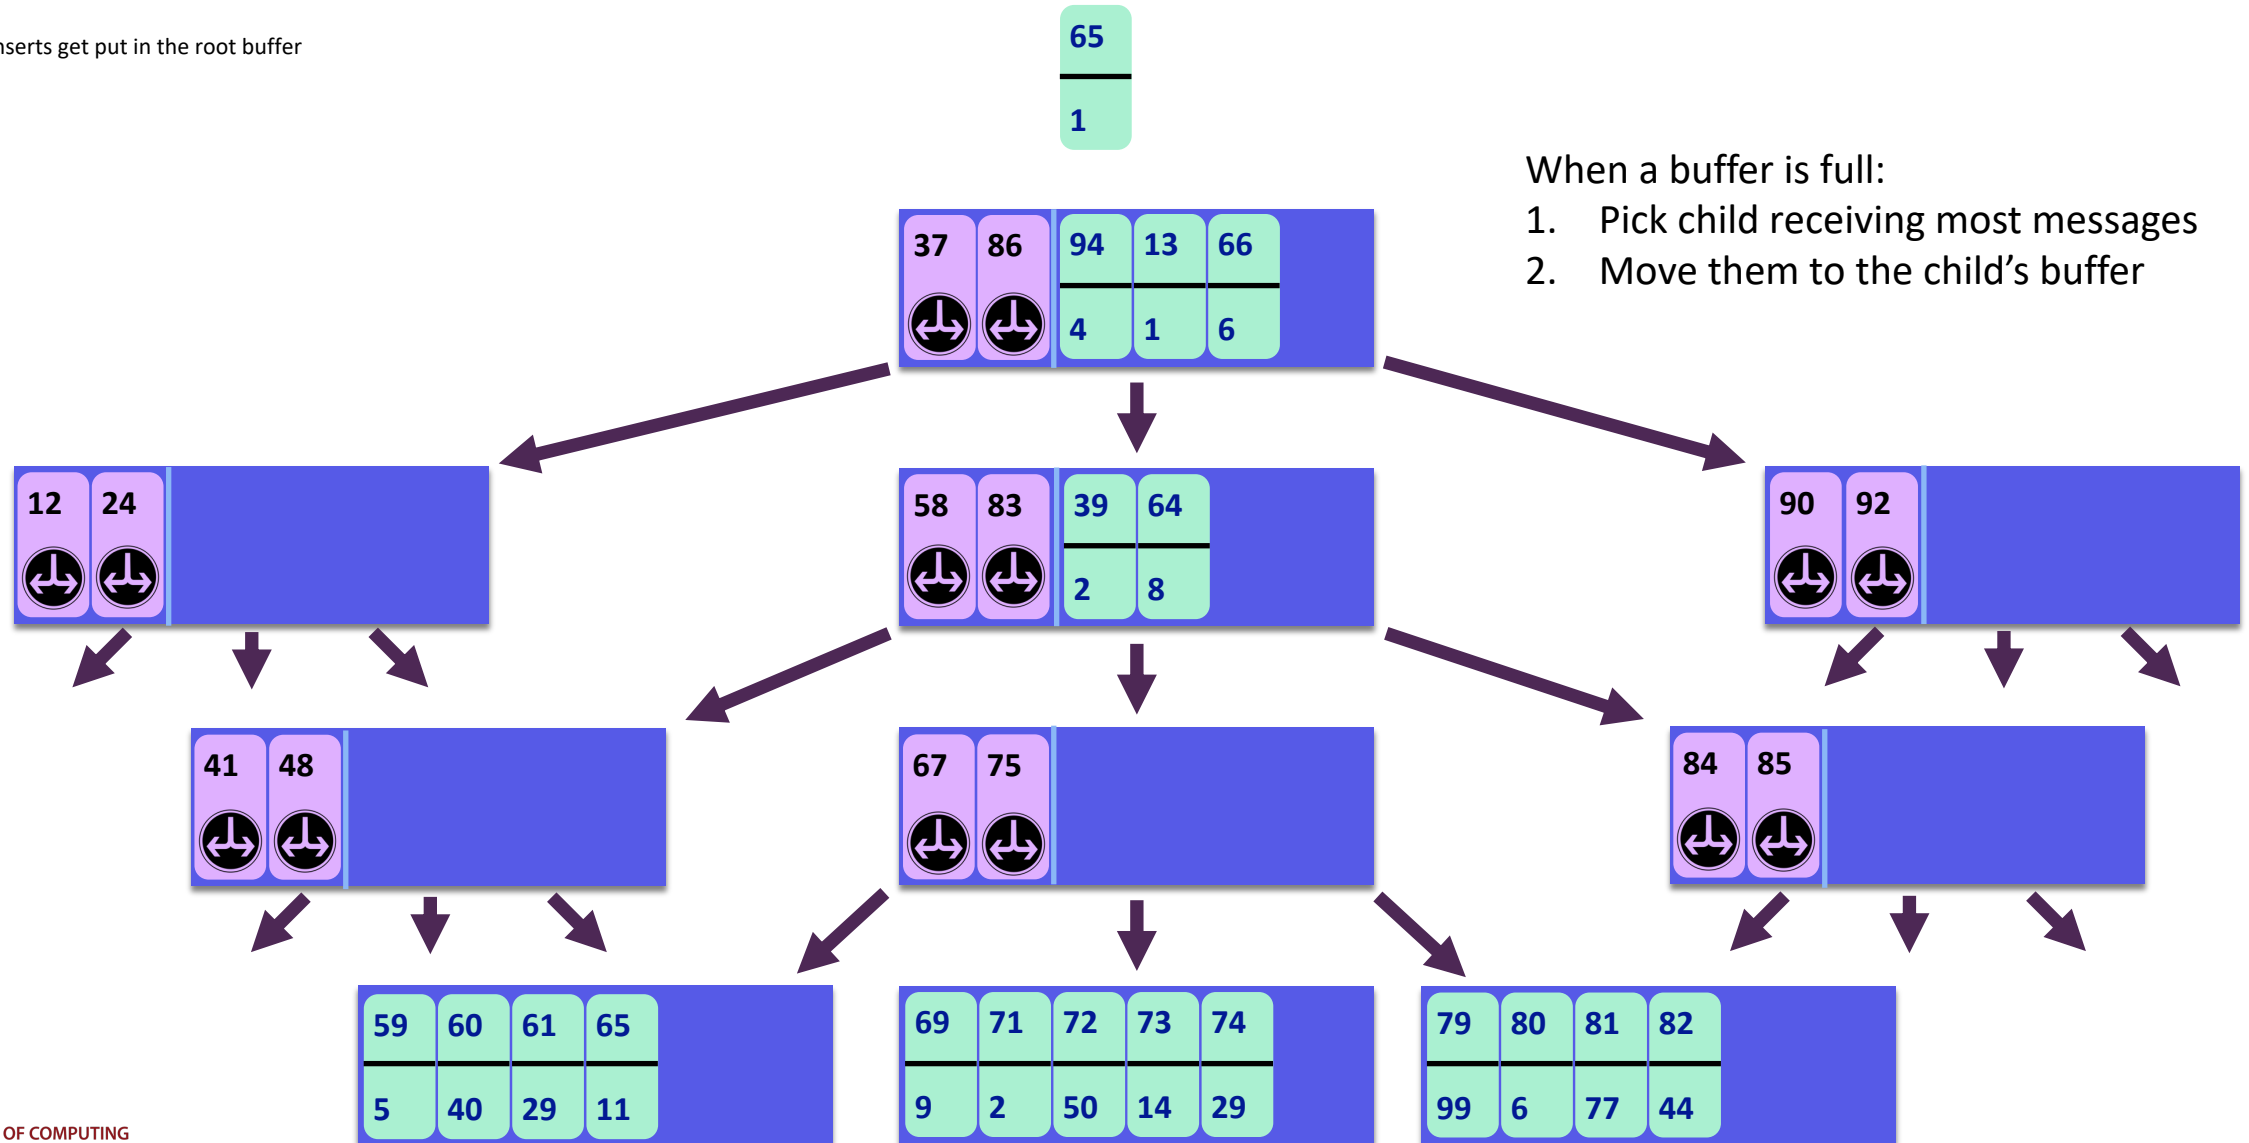 nserts get put in the root buffer
65
1
When a buffer is full:
1. Pick child receiving most messages
2. Move them to the child's buffer
37 86 94 13 66
4 1 6
12 24
58 83 39 64
2 8
90 92
41 48
67 75
84 85
59 60 61 65
5 40 29 11
69 71 72 73 74
9 2 50 14 29
79 80 81 82
99 6 77 44
OF COMPUTING